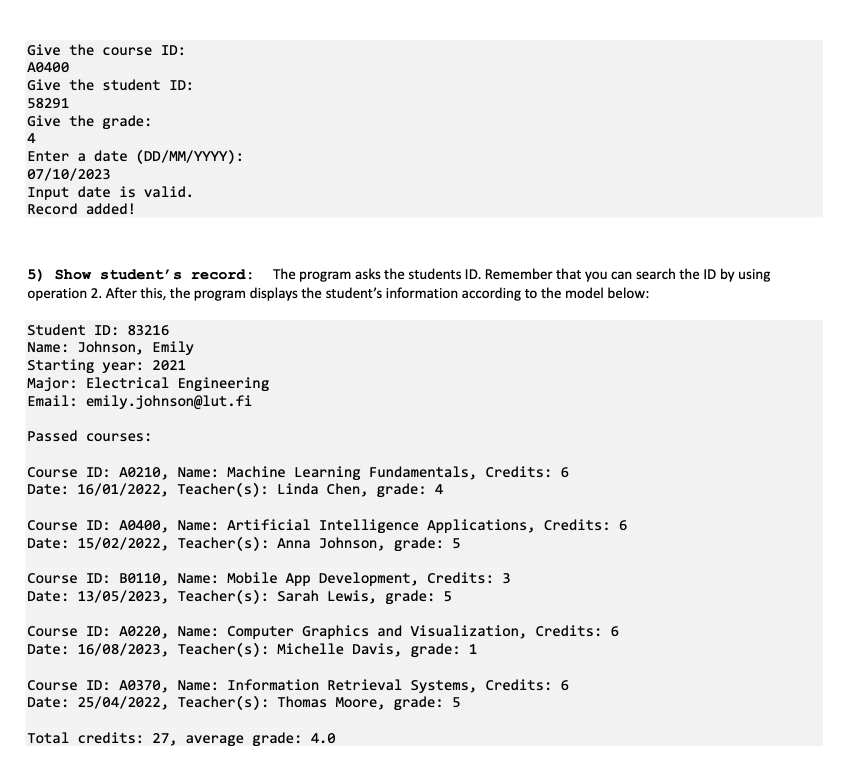 Give the course ID:
A0400
Give the student ID:
58291
Give the grade:
4
Enter a date (DD/MM/YYYY):
07/10/2023
Input date is valid.
Record added!
5) Show student’s record: The program asks the students ID. Remember that you can search the ID by using
operation 2. After this, the program displays the student’s information according to the model below:
Student ID: 83216
Name: Johnson, Emily
Starting year: 2021
Major: Electrical Engineering
Email: emily.johnson@lut.fi
Passed courses:
Course ID: A0210, Name: Machine Learning Fundamentals, Credits: 6
Date: 16/01/2022, Teacher(s): Linda Chen, grade: 4
Course ID: A0400, Name: Artificial Intelligence Applications, Credits: 6
Date: 15/02/2022, Teacher(s): Anna Johnson, grade: 5
Course ID: B0110, Name: Mobile App Development, Credits: 3
Date: 13/05/2023, Teacher(s): Sarah Lewis, grade: 5
Course ID: A0220, Name: Computer Graphics and Visualization, Credits: 6
Date: 16/08/2023, Teacher(s): Michelle Davis, grade: 1
Course ID: A0370, Name: Information Retrieval Systems, Credits: 6
Date: 25/04/2022, Teacher(s): Thomas Moore, grade: 5
Total credits: 27, average grade: 4.0